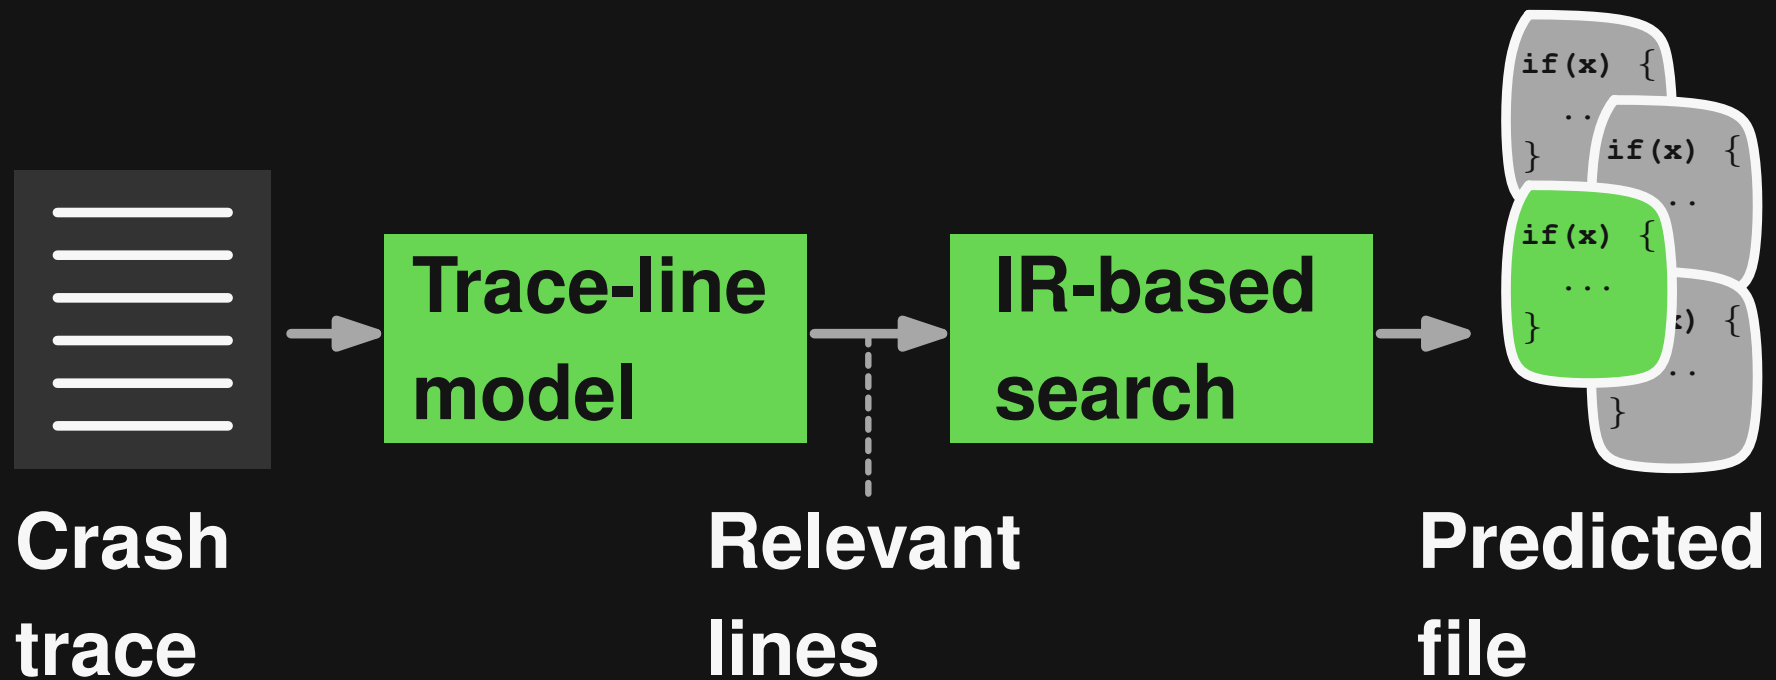 Crash
trace
Trace-line
model
Relevant
lines
IR-based
search
Predicted
file
if(x) {
..
}
if(x) {
..
if(x) {
...
}
x) {
..
}